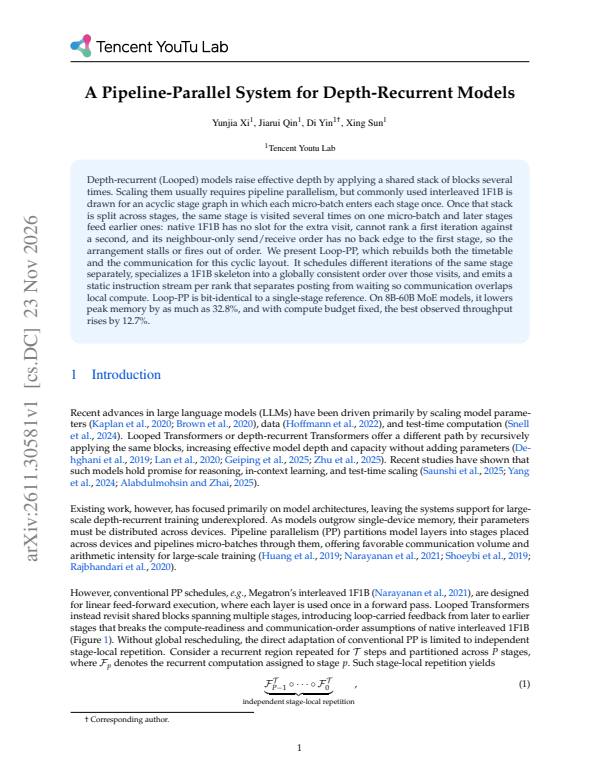 Tencent YouTu Lab
A Pipeline-Parallel System for Depth-Recurrent Models
Yunjia Xi¹, Jiarui Qin¹, Di Yin¹†, Xing Sun¹
¹Tencent Youtu Lab
Depth-recurrent (Looped) models raise effective depth by applying a shared stack of blocks several
times. Scaling them usually requires pipeline parallelism, but commonly used interleaved 1F1B is
drawn for an acyclic stage graph in which each micro-batch enters each stage once. Once that stack
is split across stages, the same stage is visited several times on one micro-batch and later stages
feed earlier ones: native 1F1B has no slot for the extra visit, cannot rank a first iteration against
a second, and its neighbour-only send/receive order has no back edge to the first stage, so the
arrangement stalls or fires out of order. We present Loop-PP, which rebuilds both the timetable
and the communication for this cyclic layout. It schedules different iterations of the same stage
separately, specializes a 1F1B skeleton into a globally consistent order over those visits, and emits a
static instruction stream per rank that separates posting from waiting so communication overlaps
local compute. Loop-PP is bit-identical to a single-stage reference. On 8B-60B MoE models, it lowers
peak memory by as much as 32.8%, and with compute budget fixed, the best observed throughput
rises by 12.7%.
1 Introduction
Recent advances in large language models (LLMs) have been driven primarily by scaling model parame-
ters (Kaplan et al., 2020; Brown et al., 2020), data (Hoffmann et al., 2022), and test-time computation (Snell
et al., 2024). Looped Transformers or depth-recurrent Transformers offer a different path by recursively
applying the same blocks, increasing effective model depth and capacity without adding parameters (De-
hghani et al., 2019; Lan et al., 2020; Geiping et al., 2025; Zhu et al., 2025). Recent studies have shown that
such models hold promise for reasoning, in-context learning, and test-time scaling (Saunshi et al., 2025; Yang
et al., 2024; Alabdulmohsin and Zhai, 2025).
Existing work, however, has focused primarily on model architectures, leaving the systems support for large-
scale depth-recurrent training underexplored. As models outgrow single-device memory, their parameters
must be distributed across devices. Pipeline parallelism (PP) partitions model layers into stages placed
across devices and pipelines micro-batches through them, offering favorable communication volume and
arithmetic intensity for large-scale training (Huang et al., 2019; Narayanan et al., 2021; Shoeybi et al., 2019;
Rajbhandari et al., 2020).
However, conventional PP schedules, e.g., Megatron's interleaved 1F1B (Narayanan et al., 2021), are designed
for linear feed-forward execution, where each layer is used once in a forward pass. Looped Transformers
instead revisit shared blocks spanning multiple stages, introducing loop-carried feedback from later to earlier
stages that breaks the compute-readiness and communication-order assumptions of native interleaved 1F1B
(Figure 1). Without global rescheduling, the direct adaptation of conventional PP is limited to independent
stage-local repetition. Consider a recurrent region repeated for 𝒯 steps and partitioned across P stages,
where ℱₚ denotes the recurrent computation assigned to stage p. Such stage-local repetition yields
ℱ_{P−1}^𝒯 ∘ ⋯ ∘ ℱ_0^𝒯 , (1)
independent stage-local repetition
† Corresponding author.
1
arXiv:2611.30581v1 [cs.DC] 23 Nov 2026